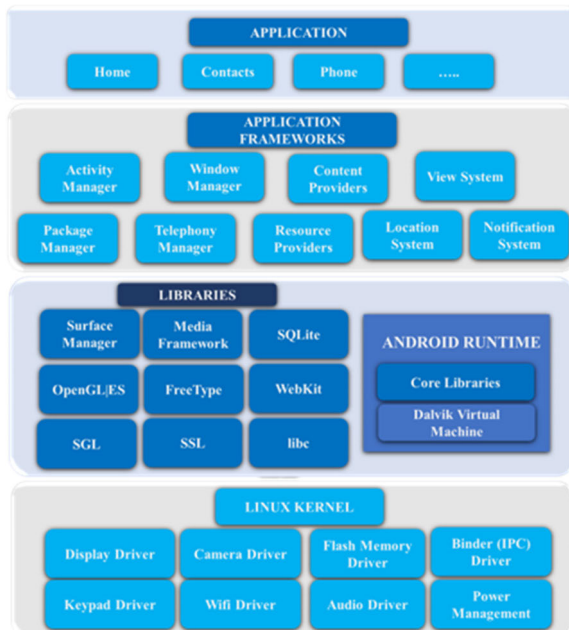 APPLICATION
Home
Contacts
Phone
.....
APPLICATION
FRAMEWORKS
Activity
Manager
Window
Manager
Content
Providers
View System
Package
Manager
Telephony
Manager
Resource
Providers
Location
System
Notification
System
LIBRARIES
Surface
Manager
Media
Framework
SQLite
OpenGL|ES
FreeType
WebKit
SGL
SSL
libc
ANDROID RUNTIME
Core Libraries
Dalvik Virtual
Machine
LINUX KERNEL
Display Driver
Camera Driver
Flash Memory
Driver
Binder (IPC)
Driver
Keypad Driver
Wifi Driver
Audio Driver
Power
Management